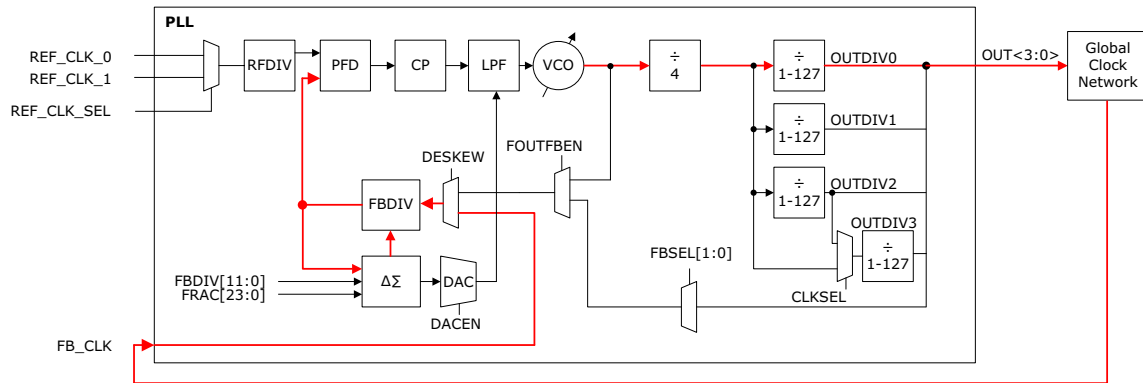 PLL
REF_CLK_0
REF_CLK_1
REF_CLK_SEL
RFDIV
PFD
CP
LPF
VCO
÷
4
÷
1-127
OUTDIV0
OUT<3:0>
Global
Clock
Network
÷
1-127
OUTDIV1
FOUTFBEN
DESKEW
÷
1-127
OUTDIV2
FBDIV
OUTDIV3
÷
1-127
FBSEL[1:0]
CLKSEL
FBDIV[11:0]
FRAC[23:0]
ΔΣ
DAC
DACEN
FB_CLK